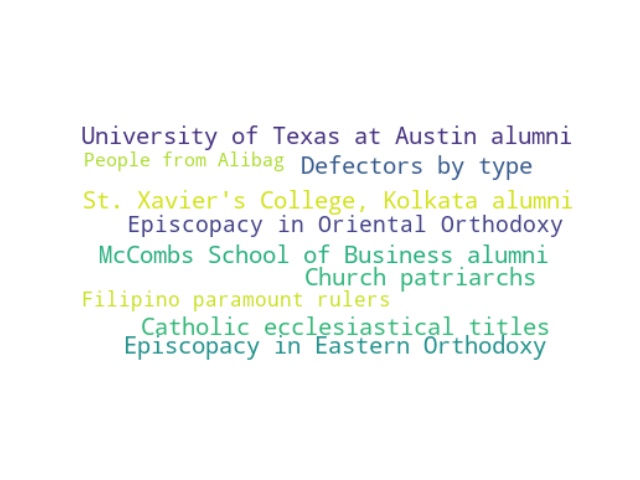 University of Texas at Austin alumni
People from Alibag
Defectors by type
St. Xavier's College, Kolkata alumni
Episcopacy in Oriental Orthodoxy
McCombs School of Business alumni
Church patriarchs
Filipino paramount rulers
Catholic ecclesiastical titles
Episcopacy in Eastern Orthodoxy